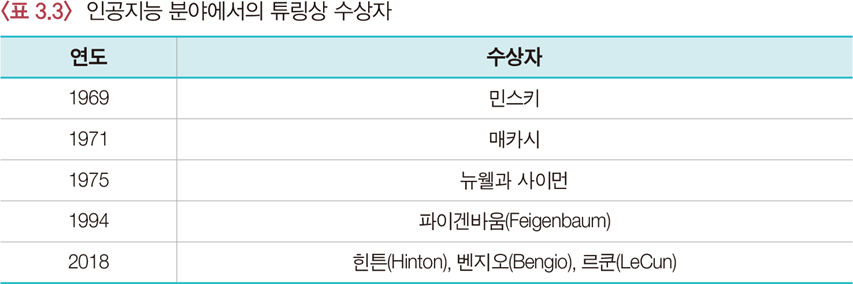 〈표 3.3〉 인공지능 분야에서의 튜링상 수상자
연도 수상자
1969 민스키
1971 매카시
1975 뉴웰과 사이먼
1994 파이겐바움(Feigenbaum)
2018 힌튼(Hinton), 벤지오(Bengio), 르쿤(LeCun)